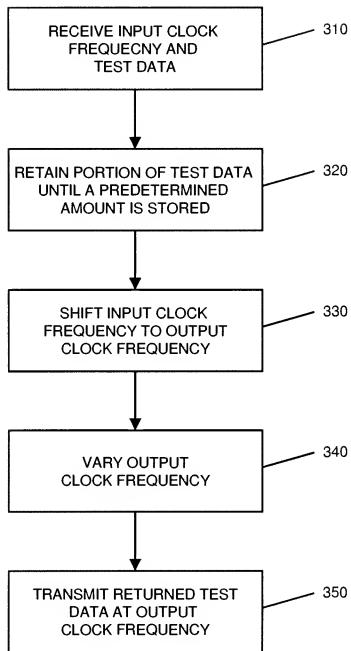 RECEIVE INPUT CLOCK
FREQUECNY AND
TEST DATA
310
RETAIN PORTION OF TEST DATA
UNTIL A PREDETERMINED
AMOUNT IS STORED
320
SHIFT INPUT CLOCK
FREQUENCY TO OUTPUT
CLOCK FREQUENCY
330
VARY OUTPUT
CLOCK FREQUENCY
340
TRANSMIT RETURNED TEST
DATA AT OUTPUT
CLOCK FREQUENCY
350